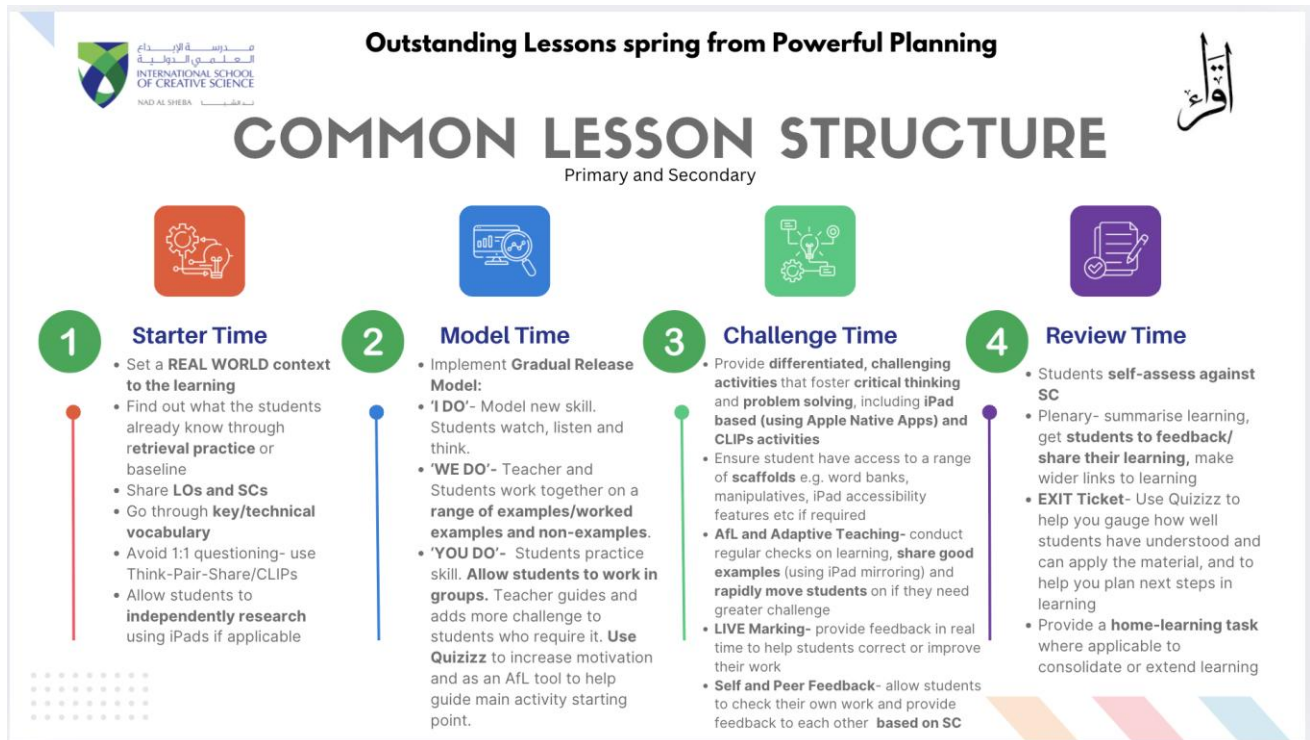 Outstanding Lessons spring from Powerful Planning
مدرسة الإبداع
العلمي الدولية
INTERNATIONAL SCHOOL
OF CREATIVE SCIENCE
NAD AL SHEBA ند الشبا
اقرأ
COMMON LESSON STRUCTURE
Primary and Secondary
1
Starter Time
• Set a REAL WORLD context
to the learning
• Find out what the students
already know through
retrieval practice or
baseline
• Share LOs and SCs
• Go through key/technical
vocabulary
• Avoid 1:1 questioning- use
Think-Pair-Share/CLIPs
• Allow students to
independently research
using iPads if applicable
2
Model Time
• Implement Gradual Release
Model:
• ‘I DO’- Model new skill.
Students watch, listen and
think.
• ‘WE DO’- Teacher and
Students work together on a
range of examples/worked
examples and non-examples.
• ‘YOU DO’- Students practice
skill. Allow students to work in
groups. Teacher guides and
adds more challenge to
students who require it. Use
Quizizz to increase motivation
and as an AfL tool to help
guide main activity starting
point.
3
Challenge Time
• Provide differentiated, challenging
activities that foster critical thinking
and problem solving, including iPad
based (using Apple Native Apps) and
CLIPs activities
• Ensure student have access to a range
of scaffolds e.g. word banks,
manipulatives, iPad accessibility
features etc if required
• AfL and Adaptive Teaching- conduct
regular checks on learning, share good
examples (using iPad mirroring) and
rapidly move students on if they need
greater challenge
• LIVE Marking- provide feedback in real
time to help students correct or improve
their work
• Self and Peer Feedback- allow students
to check their own work and provide
feedback to each other based on SC
4
Review Time
• Students self-assess against
SC
• Plenary- summarise learning,
get students to feedback/
share their learning, make
wider links to learning
• EXIT Ticket- Use Quizizz to
help you gauge how well
students have understood and
can apply the material, and to
help you plan next steps in
learning
• Provide a home-learning task
where applicable to
consolidate or extend learning